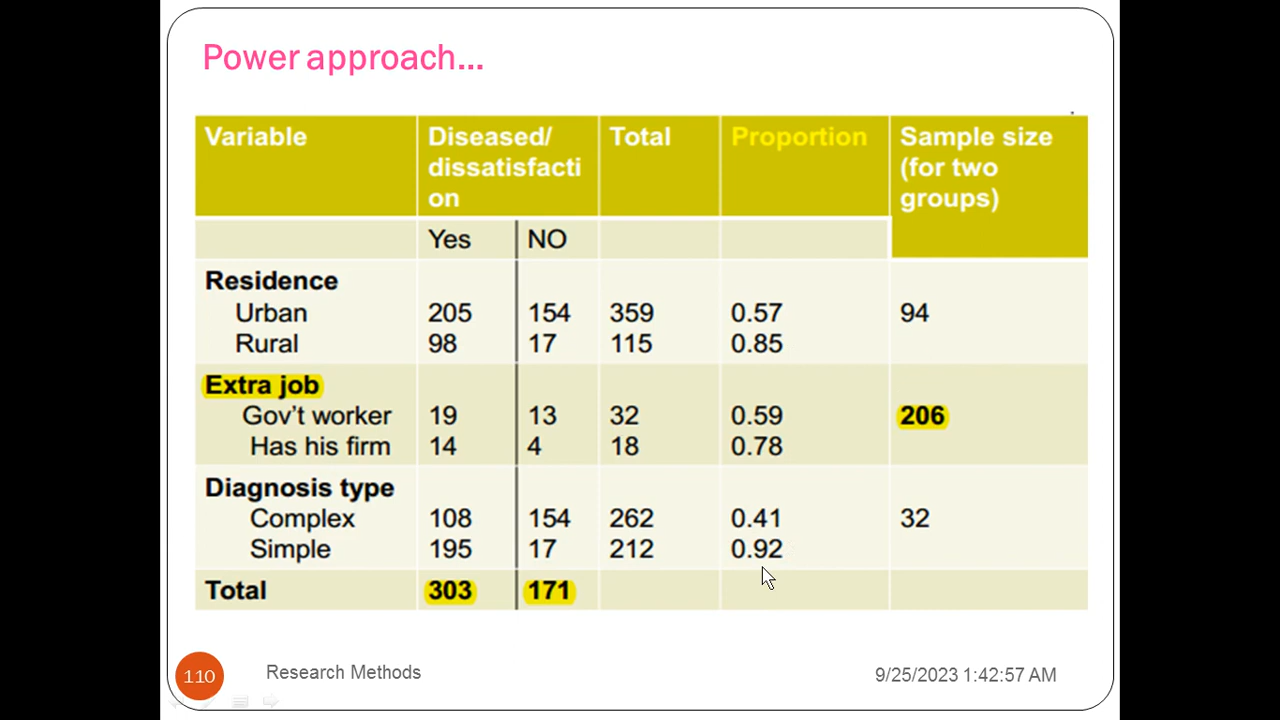 Power approach...
Variable Diseased/ Total Proportion Sample size
dissatisfacti (for two
on groups)
Yes NO
Residence
Urban 205 154 359 0.57 94
Rural 98 17 115 0.85
Extra job
Gov't worker 19 13 32 0.59 206
Has his firm 14 4 18 0.78
Diagnosis type
Complex 108 154 262 0.41 32
Simple 195 17 212 0.92
Total 303 171
110 Research Methods 9/25/2023 1:42:57 AM